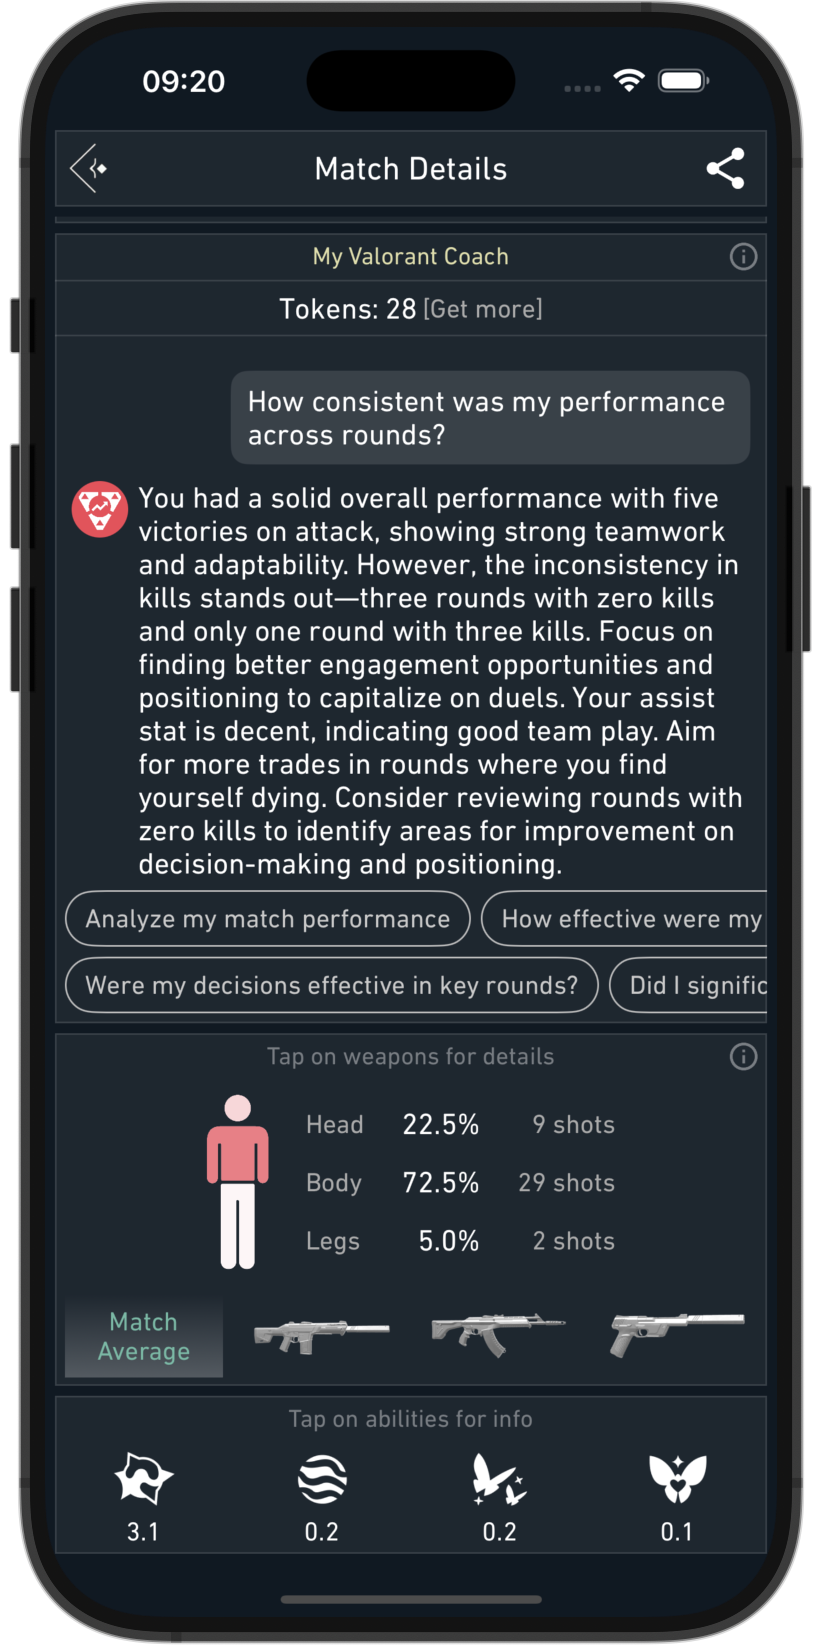 09:20
Match Details
My Valorant Coach
Tokens: 28 [Get more]
How consistent was my performance
across rounds?
You had a solid overall performance with five
victories on attack, showing strong teamwork
and adaptability. However, the inconsistency in
kills stands out—three rounds with zero kills
and only one round with three kills. Focus on
finding better engagement opportunities and
positioning to capitalize on duels. Your assist
stat is decent, indicating good team play. Aim
for more trades in rounds where you find
yourself dying. Consider reviewing rounds with
zero kills to identify areas for improvement on
decision-making and positioning.
Analyze my match performance
How effective were my
Were my decisions effective in key rounds?
Did I signific
Tap on weapons for details
Head 22.5% 9 shots
Body 72.5% 29 shots
Legs 5.0% 2 shots
Match
Average
Tap on abilities for info
3.1 0.2 0.2 0.1